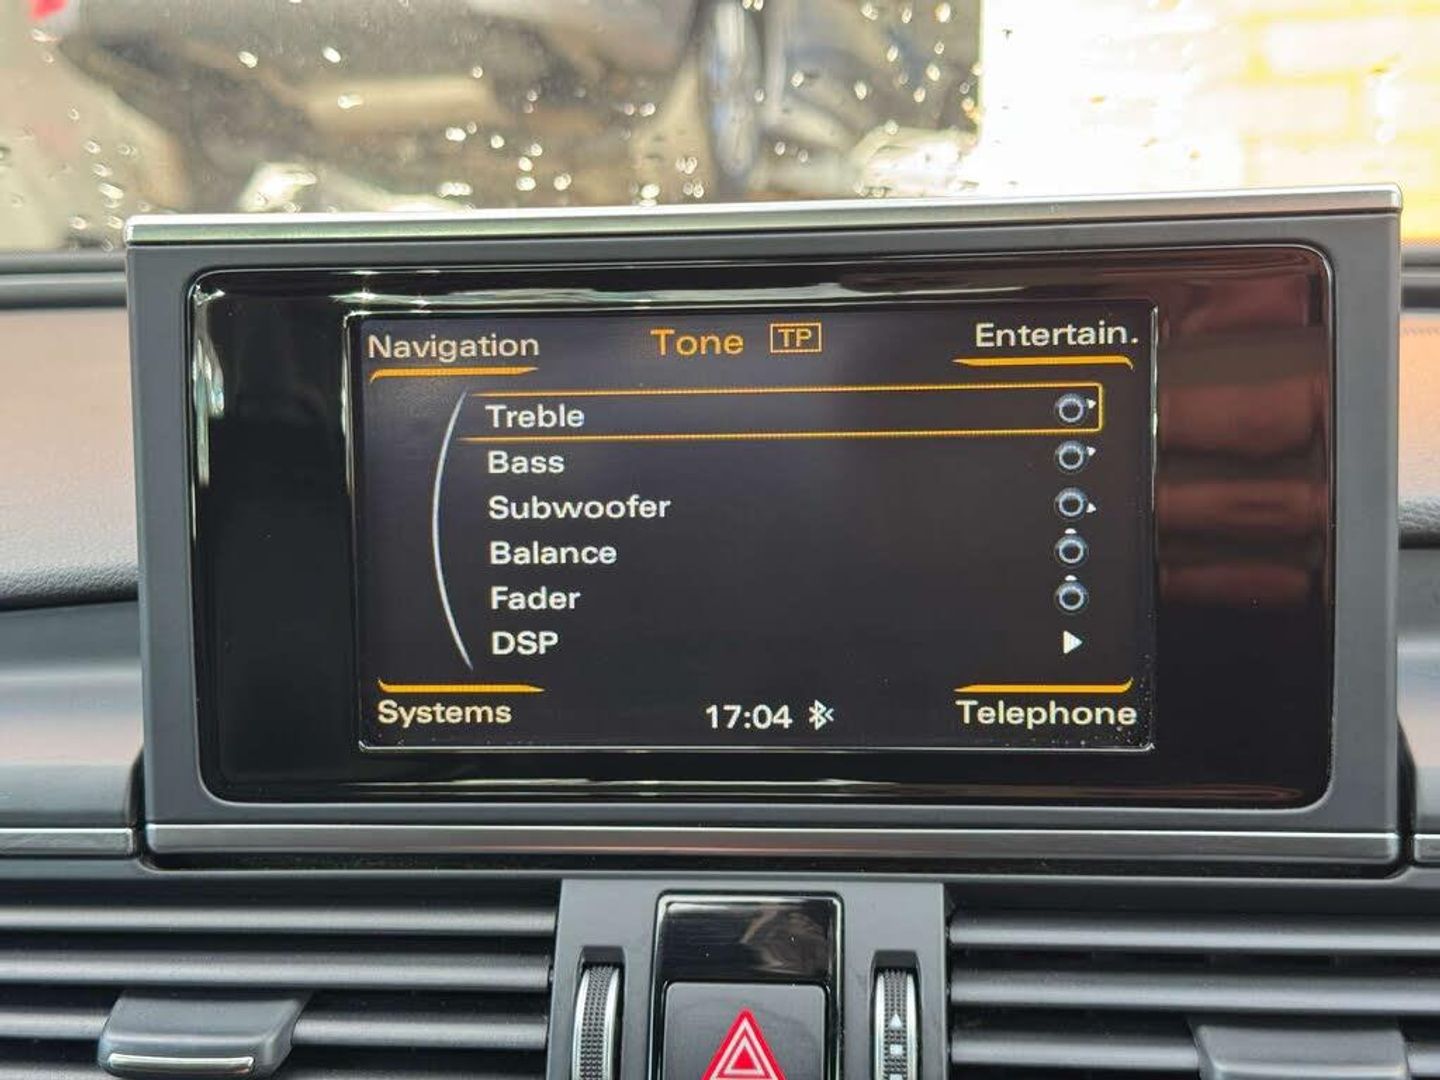 Navigation Tone TP Entertain.
Treble
Bass
Subwoofer
Balance
Fader
DSP
Systems 17:04 Telephone